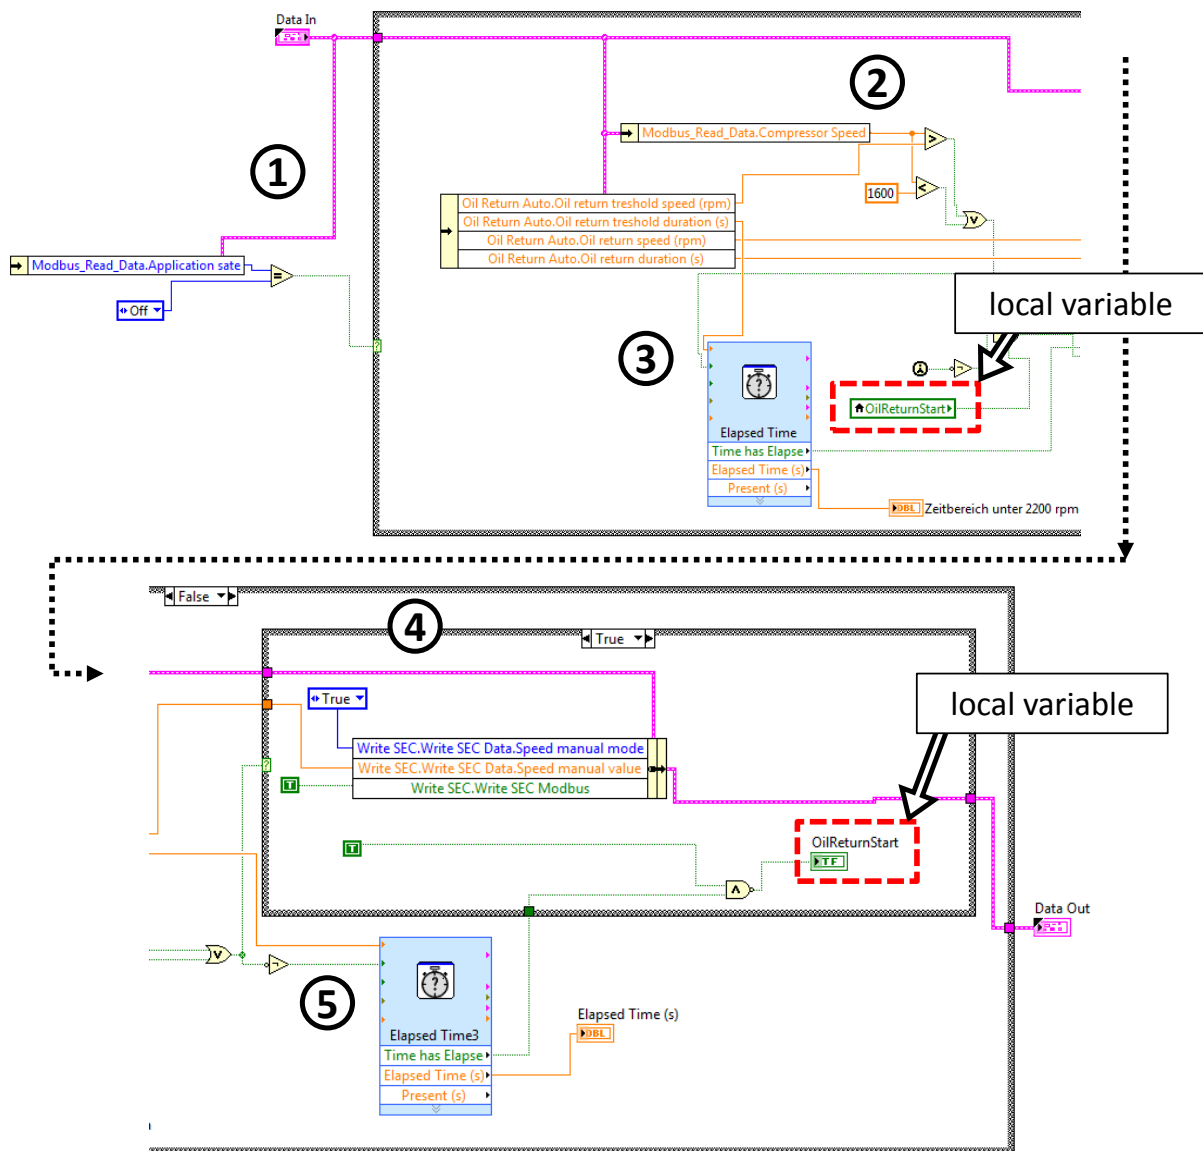 Data In
2
Modbus_Read_Data.Compressor Speed
>
1
1600
<
Oil Return Auto.Oil return treshold speed (rpm)
Oil Return Auto.Oil return treshold duration (s)
Oil Return Auto.Oil return speed (rpm)
Oil Return Auto.Oil return duration (s)
V
Modbus_Read_Data.Application sate
=
Off
local variable
?
3
?
OilReturnStart
Elapsed Time
Time has Elapse
Elapsed Time (s)
Present (s)
DBL
Zeitbereich unter 2200 rpm
False
4
True
local variable
True
?
Write SEC.Write SEC Data.Speed manual mode
Write SEC.Write SEC Data.Speed manual value
T
Write SEC.Write SEC Modbus
OilReturnStart
T
TF
Λ
Data Out
V
5
?
Elapsed Time3
Elapsed Time (s)
DBL
Time has Elapse
Elapsed Time (s)
Present (s)